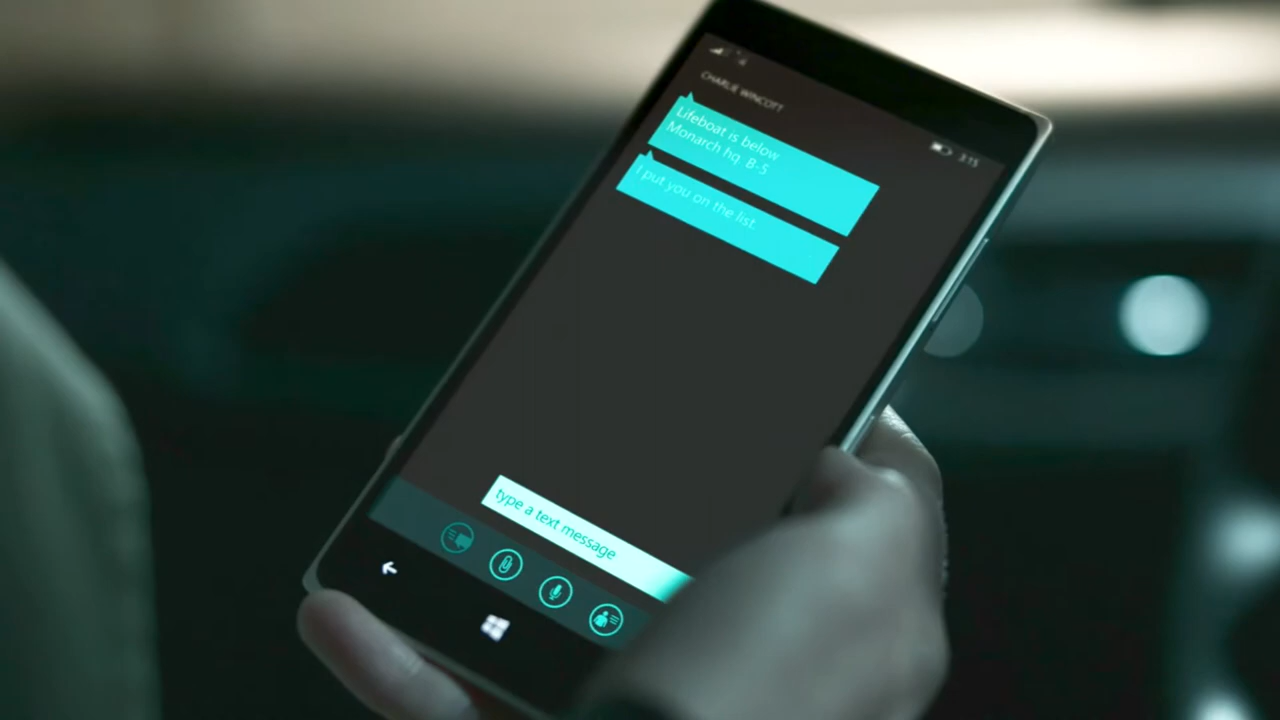 3:15
CHARLIE WINCOTT
Lifeboat is below
Monarch hq. B-5
I put you on the list.
type a text message